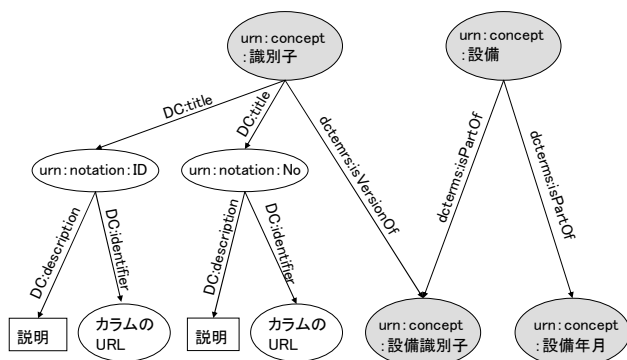 urn:concept
:識別子
urn:concept
:設備
DC:title
DC:title
dctemrs:isVersionOf
dcterms:isPartOf
dcterms:isPartOf
urn:notation:ID
urn:notation:No
DC:description
DC:identifier
DC:description
DC:identifier
説明
カラムの
URL
説明
カラムの
URL
urn:concept
:設備識別子
urn:concept
:設備年月